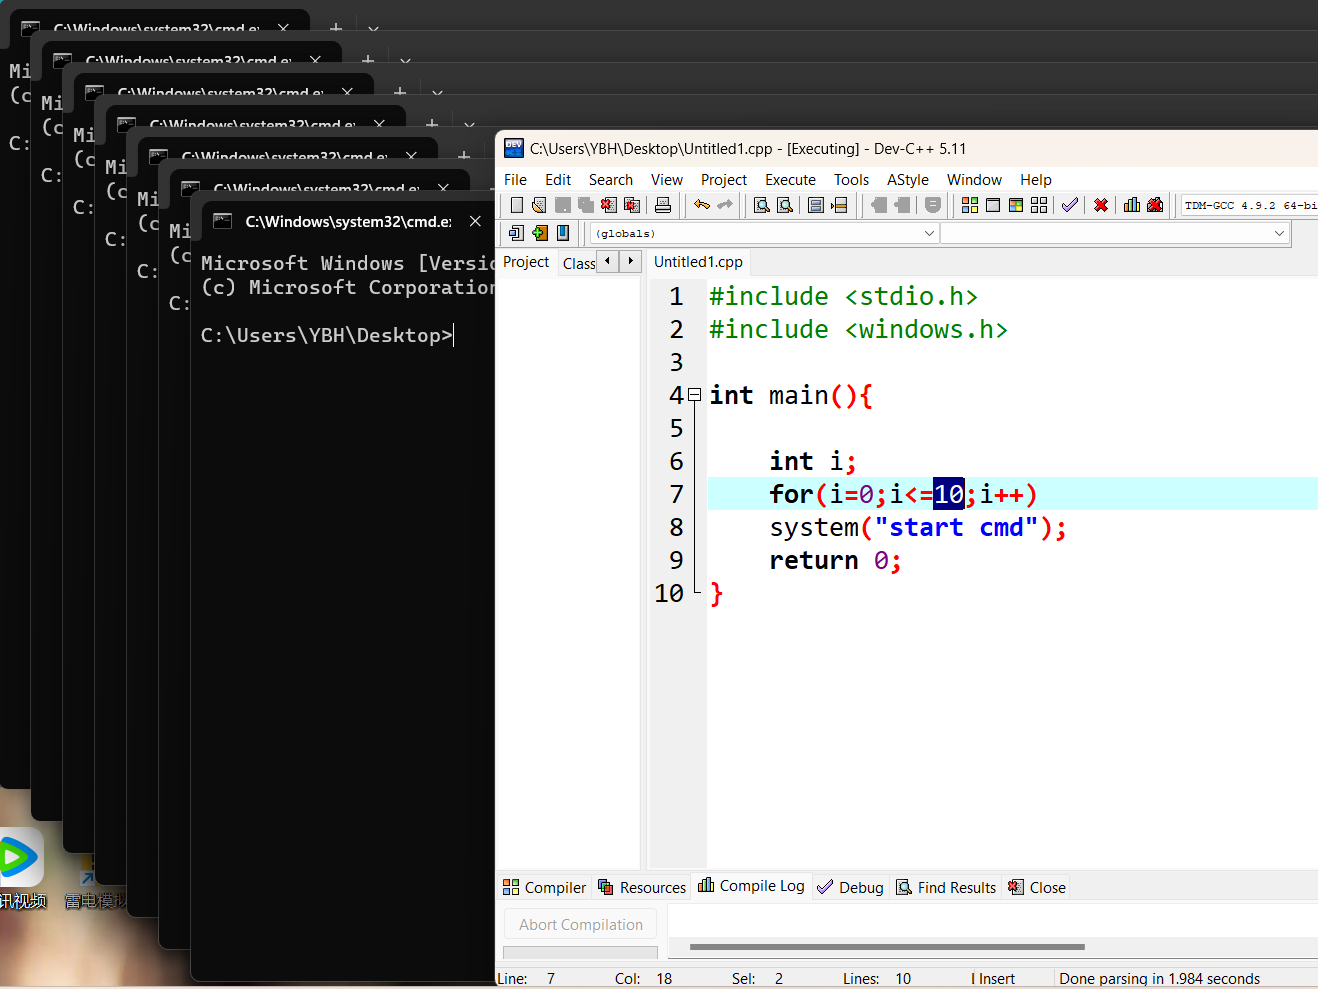 C:\Windows\system32\cmd.e
C:\Windows\system32\cmd.e
C:\Windows\system32\cmd.e
C:\Windows\system32\cmd.e
C:\Windows\system32\cmd.e
C:\Windows\system32\cmd.e
C:\Windows\system32\cmd.e
Mi
(c
C:
Mi
(c
C:
Mi
(c
C:
Mi
(c
C:
Mi
(c
C:
Mi
(c
C:
Microsoft Windows [Versio
(c) Microsoft Corporation
C:\Users\YBH\Desktop>
讯视频
雷电模拟
C:\Users\YBH\Desktop\Untitled1.cpp - [Executing] - Dev-C++ 5.11
File Edit Search View Project Execute Tools AStyle Window Help
TDM-GCC 4.9.2 64-bi
(globals)
Project Class Untitled1.cpp
1 #include <stdio.h>
2 #include <windows.h>
3
4 int main(){
5
6 int i;
7 for(i=0;i<=10;i++)
8 system("start cmd");
9 return 0;
10 }
Compiler Resources Compile Log Debug Find Results Close
Abort Compilation
Line: 7 Col: 18 Sel: 2 Lines: 10 Insert Done parsing in 1.984 seconds